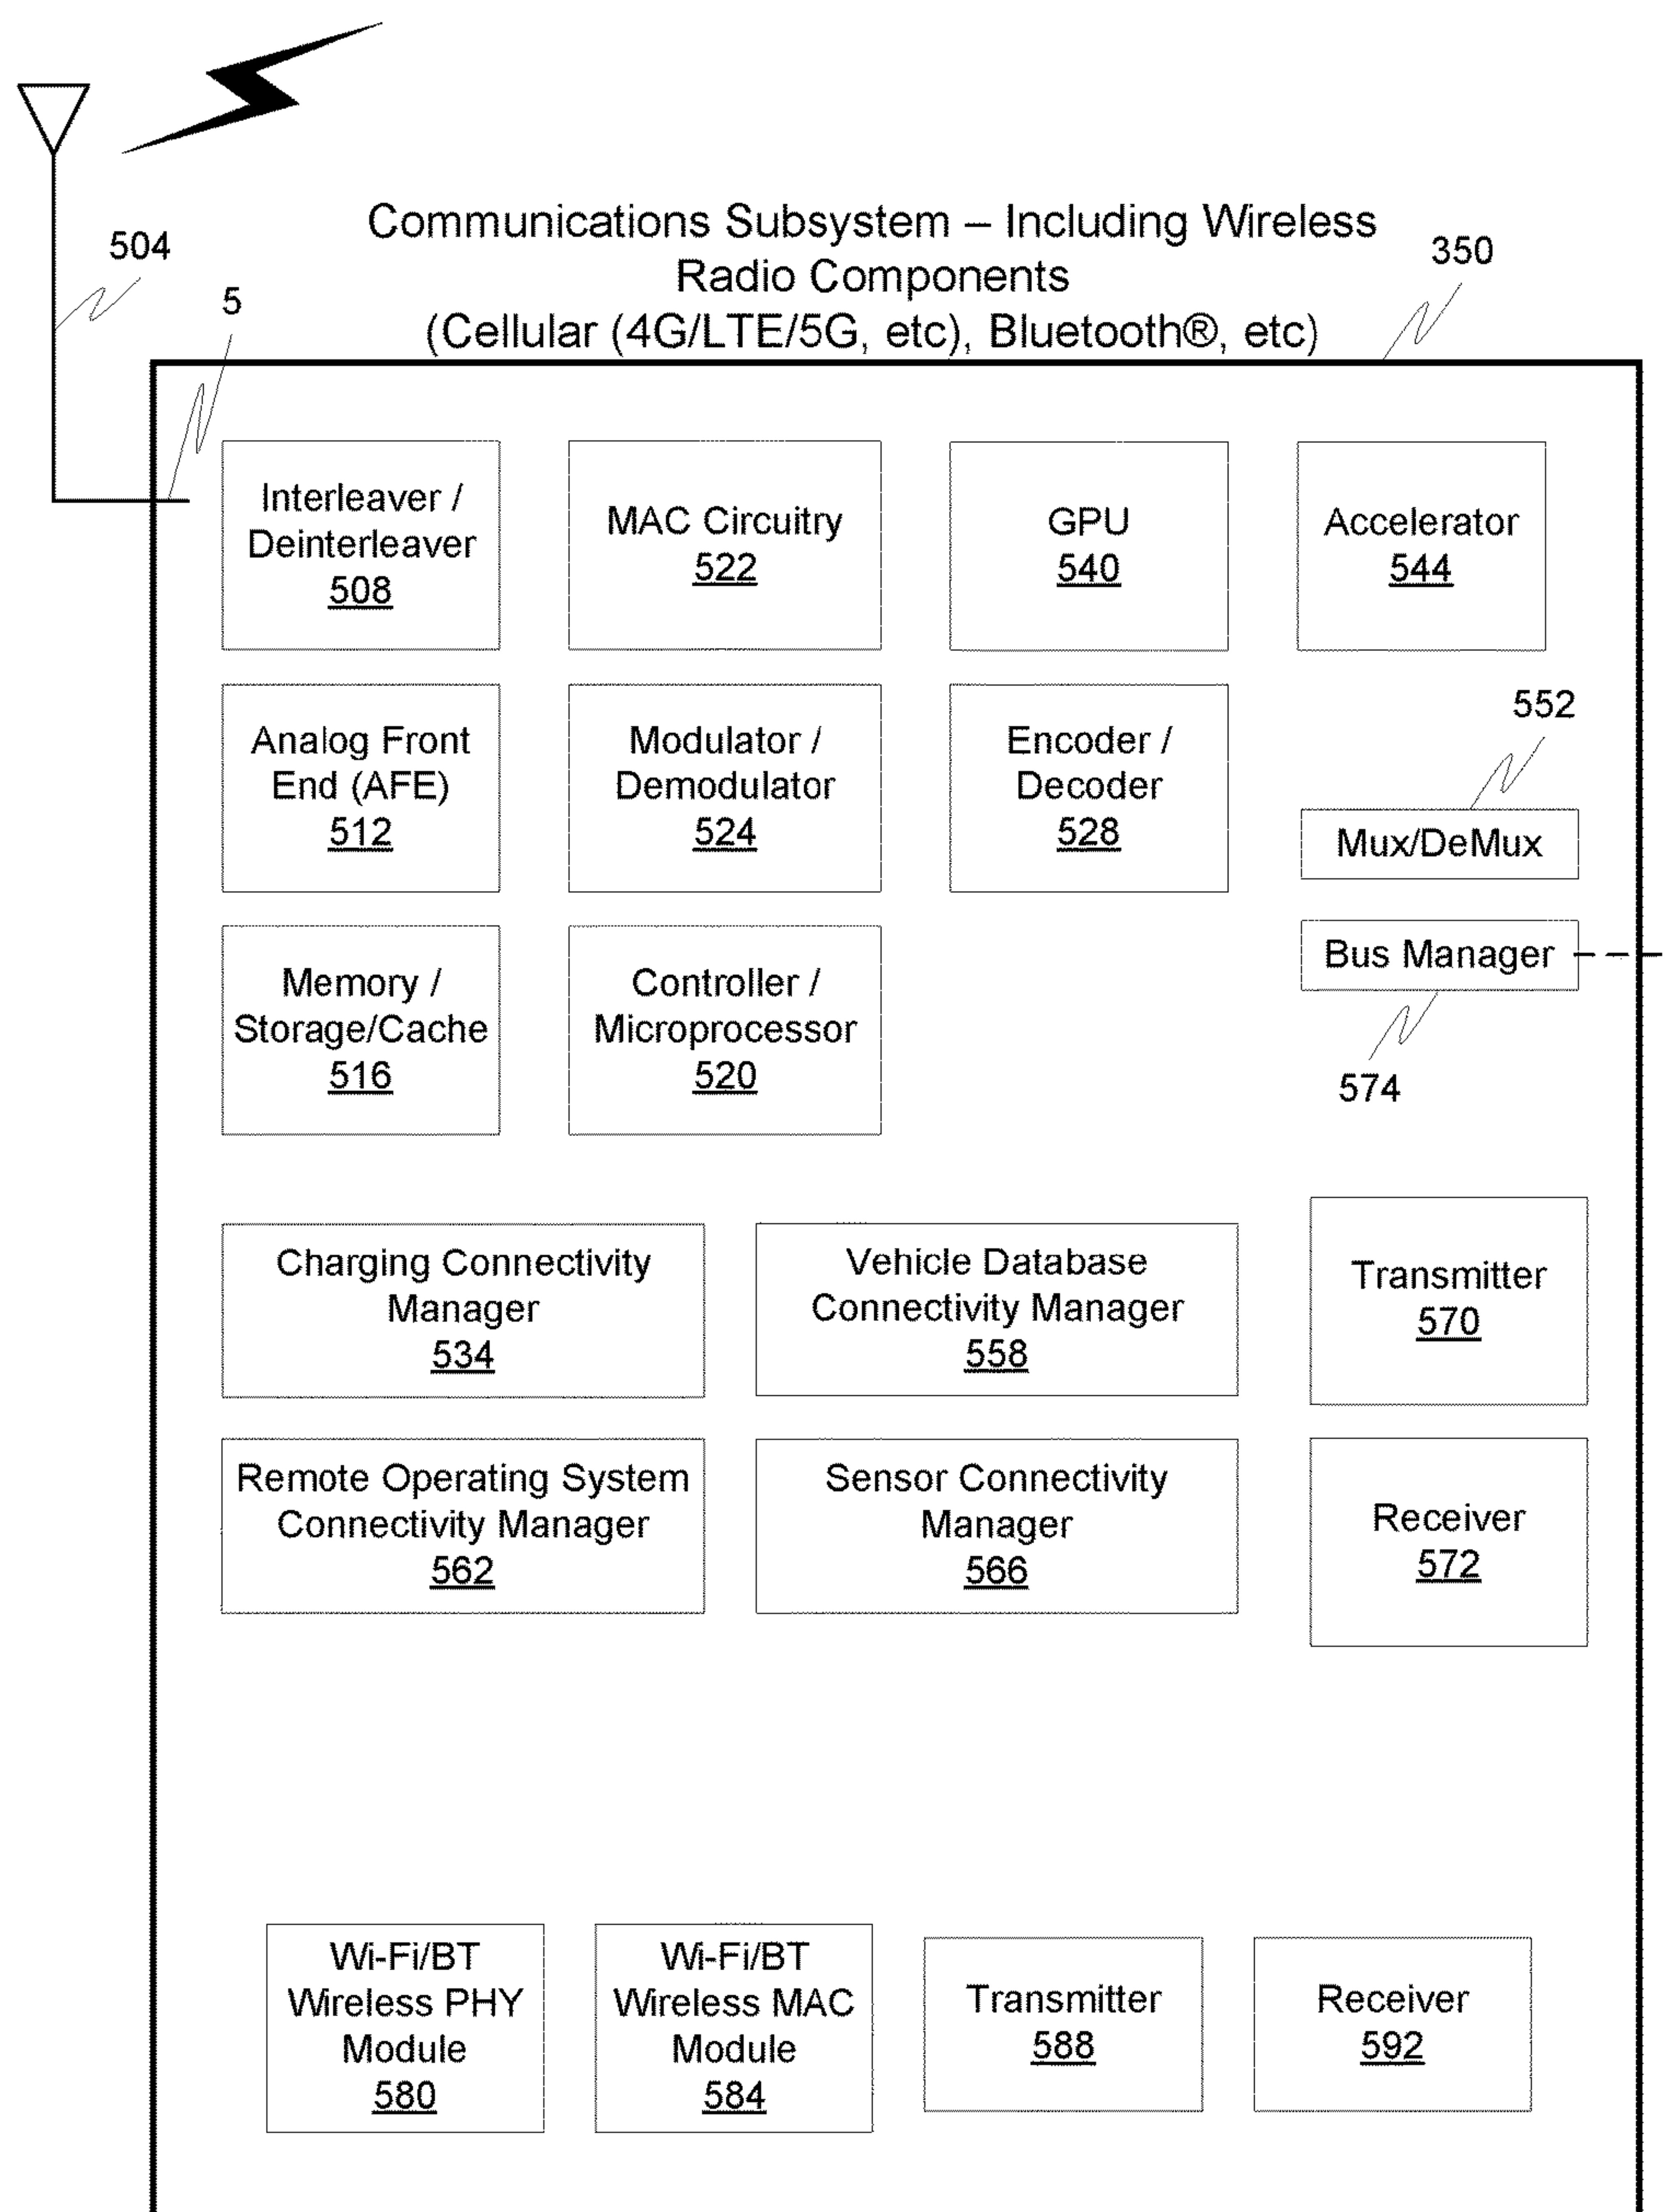 Communications Subsystem – Including Wireless
Radio Components
(Cellular (4G/LTE/5G, etc), Bluetooth®, etc)
504
5
350
Interleaver /
Deinterleaver
508
MAC Circuitry
522
GPU
540
Accelerator
544
Analog Front
End (AFE)
512
Modulator /
Demodulator
524
Encoder /
Decoder
528
552
Mux/DeMux
Memory /
Storage/Cache
516
Controller /
Microprocessor
520
Bus Manager
574
Charging Connectivity
Manager
534
Vehicle Database
Connectivity Manager
558
Transmitter
570
Remote Operating System
Connectivity Manager
562
Sensor Connectivity
Manager
566
Receiver
572
Wi-Fi/BT
Wireless PHY
Module
580
Wi-Fi/BT
Wireless MAC
Module
584
Transmitter
588
Receiver
592